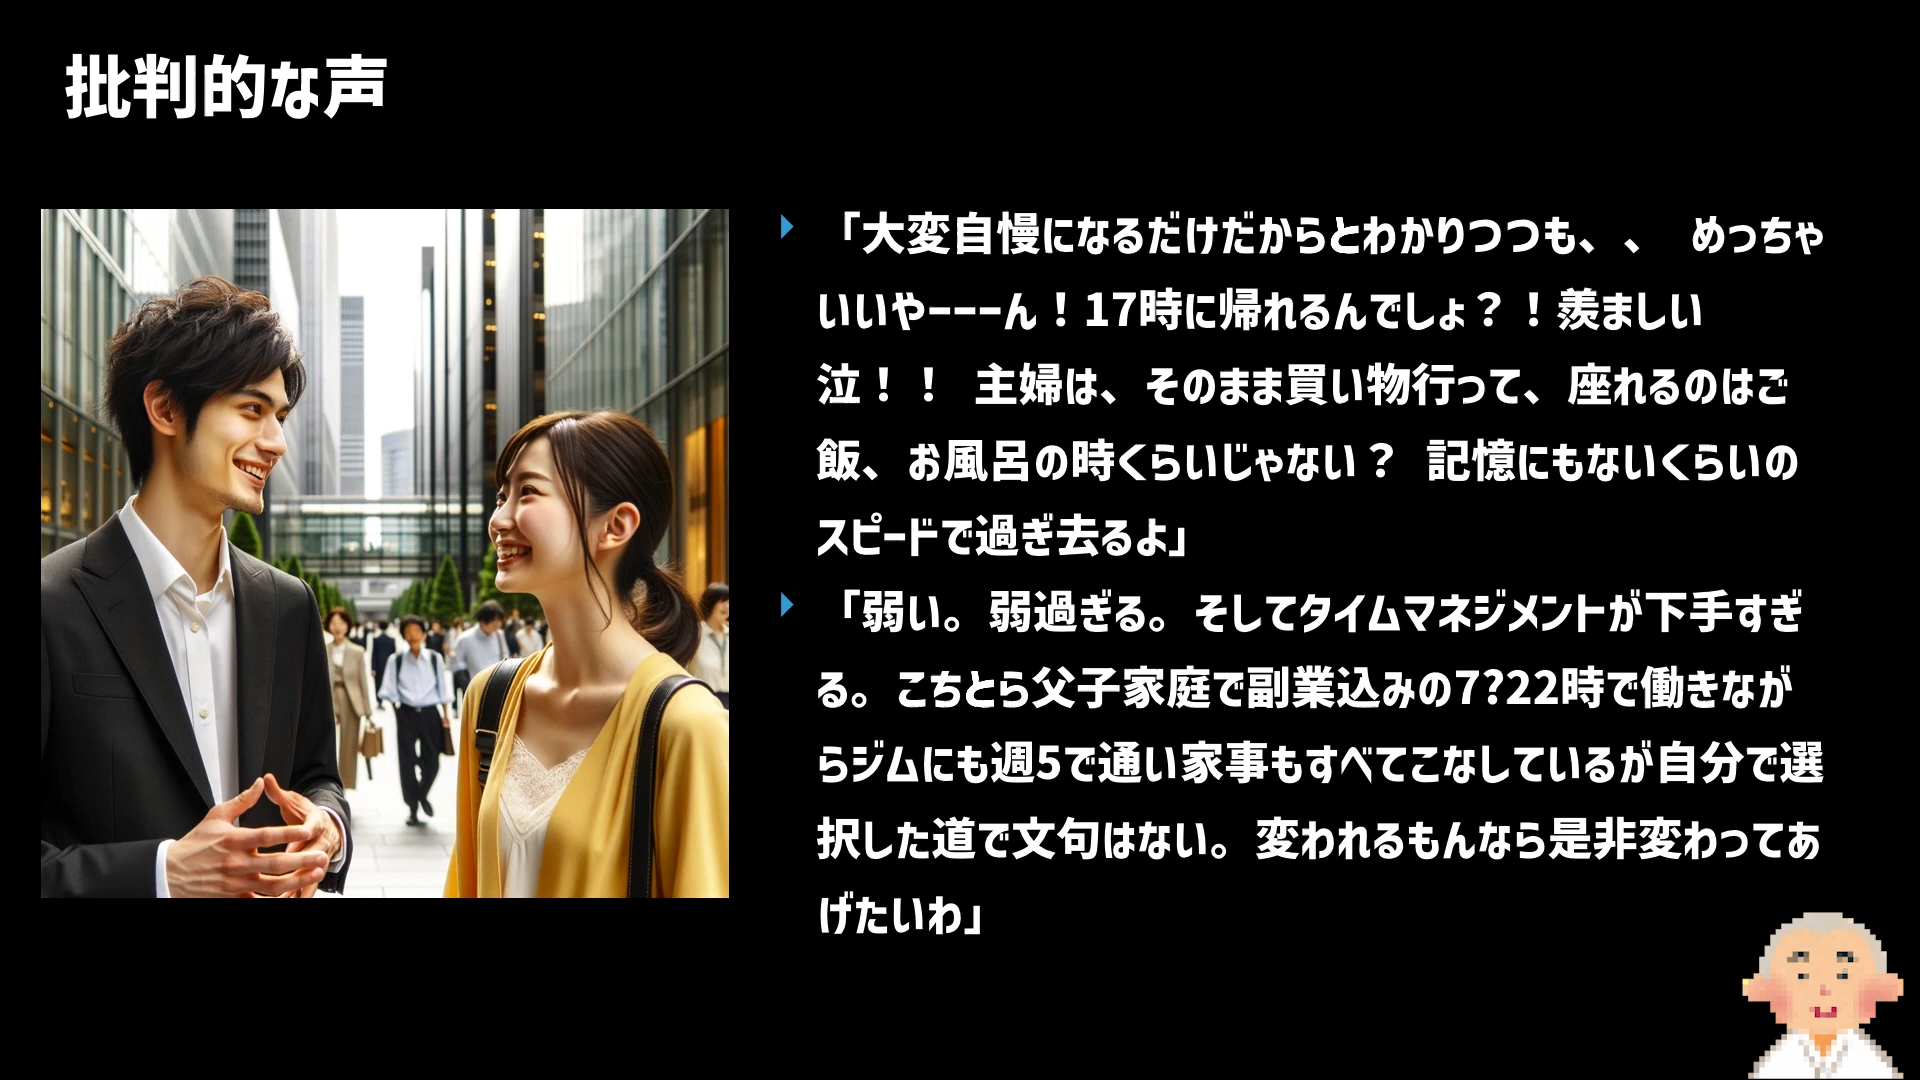 批判的な声
「大変自慢になるだけだからとわかりつつも、、 めっちゃ
いいやーーーん！17時に帰れるんでしょ？！羨ましい
泣！！ 主婦は、そのまま買い物行って、座れるのはご
飯、お風呂の時くらいじゃない？ 記憶にもないくらいの
スピードで過ぎ去るよ」
「弱い。弱過ぎる。そしてタイムマネジメントが下手すぎ
る。こちとら父子家庭で副業込みの7?22時で働きなが
らジムにも週5で通い家事もすべてこなしているが自分で選
択した道で文句はない。変われるもんなら是非変わってあ
げたいわ」